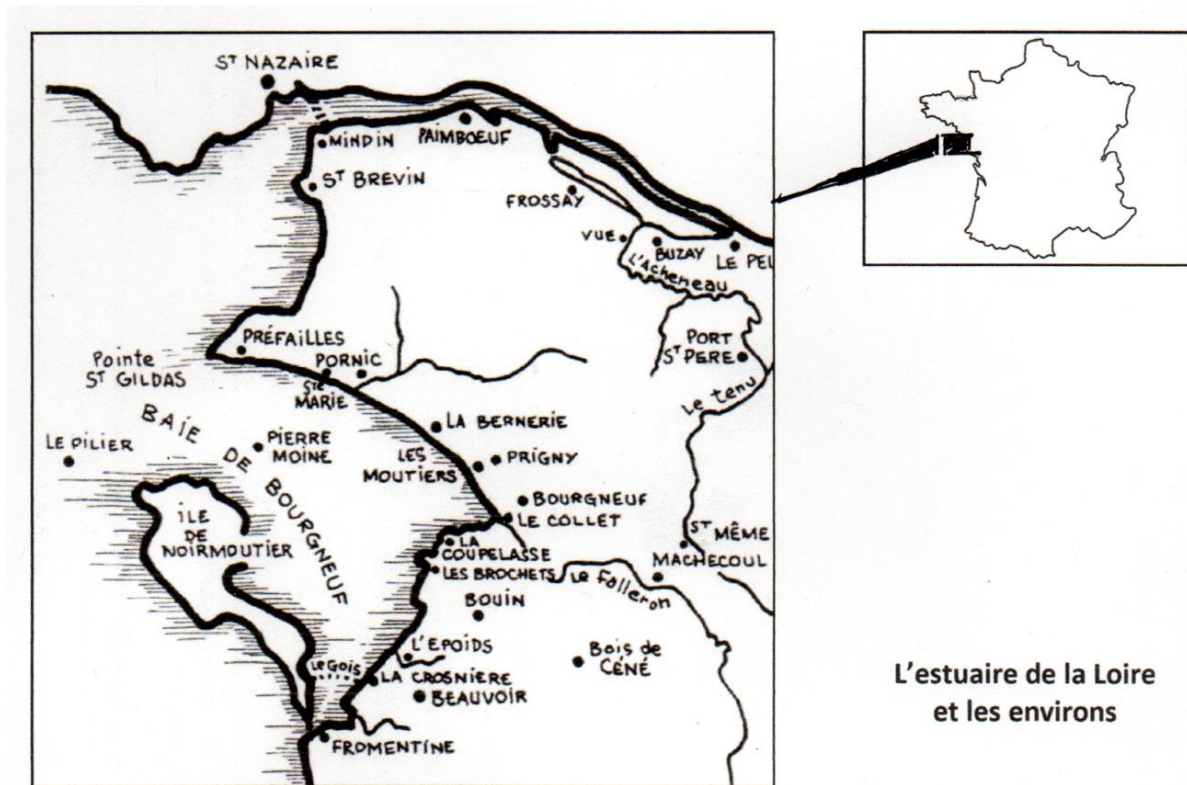 ST NAZAIRE
MINDIN
PAIMBOEUF
ST BREVIN
FROSSAY
VUE
BUZAY
LE PEL
L'Acheneau
PRÉFAILLES
PORNIC
PORT
ST PERE
Pointe
ST GILDAS
STE
MARIE
Le tenu
BAIE DE BOURGNEUF
LA BERNERIE
LE PILIER
PIERRE
MOINE
LES
MOUTIERS
PRIGNY
BOURGNEUF
LE COLLET
ÎLE
DE
NOIRMOUTIER
ST MÊME
LA
COUPELASSE
MACHECOUL
LES BROCHETS
Le Falleron
BOUIN
L'EPOIDS
Bois de
CÉNÉ
Le Gois
LA CROSNIERE
BEAUVOIR
FROMENTINE
L'estuaire de la Loire
et les environs